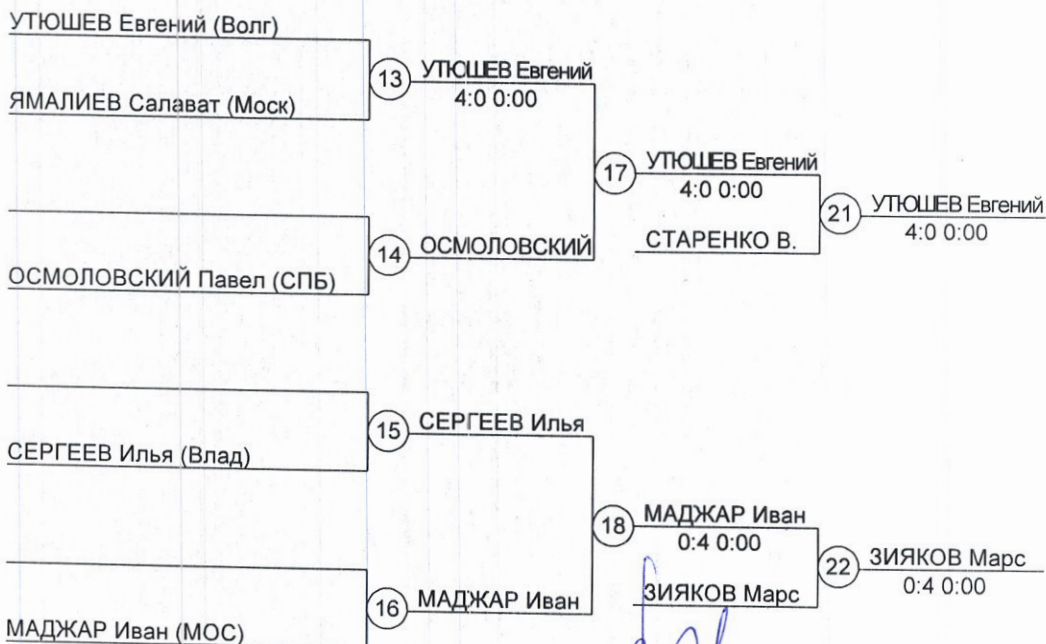 УТЮШЕВ Евгений (Волг)
13
УТЮШЕВ Евгений
4:0 0:00
ЯМАЛИЕВ Салават (Моск)
17
УТЮШЕВ Евгений
4:0 0:00
21
УТЮШЕВ Евгений
4:0 0:00
СТАРЕНКО В.
14
ОСМОЛОВСКИЙ
ОСМОЛОВСКИЙ Павел (СПБ)
15
СЕРГЕЕВ Илья
СЕРГЕЕВ Илья (Влад)
18
МАДЖАР Иван
0:4 0:00
22
ЗИЯКОВ Марс
0:4 0:00
ЗИЯКОВ Марс
16
МАДЖАР Иван
МАДЖАР Иван (МОС)